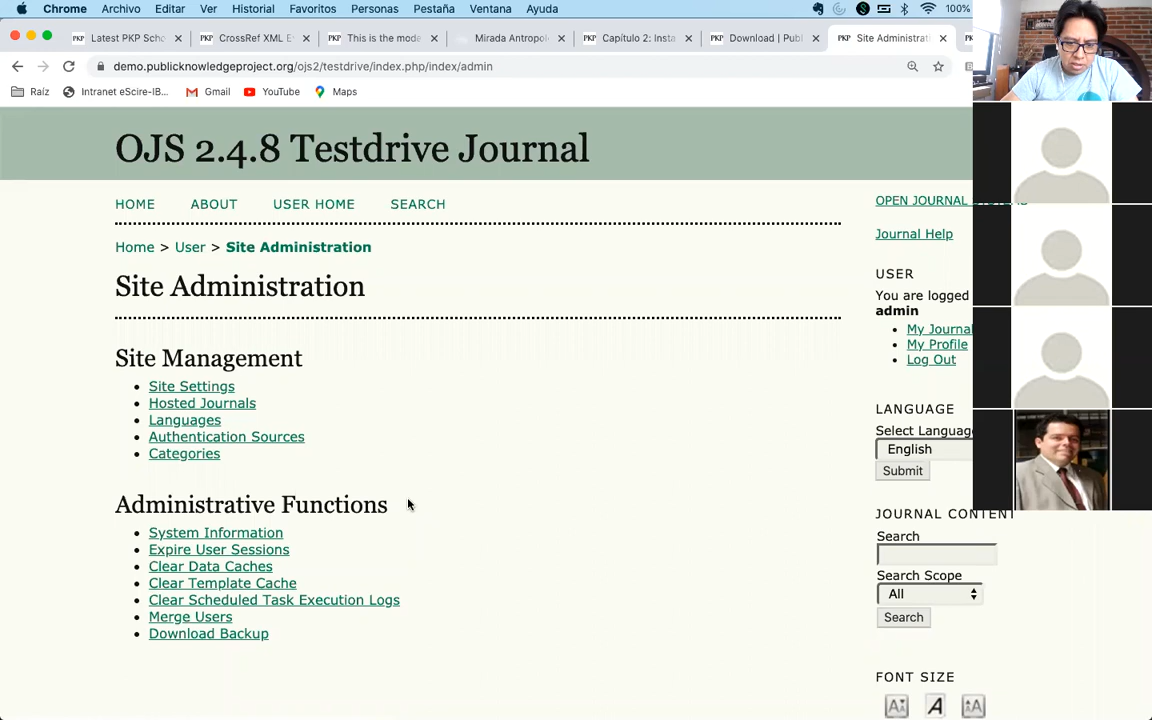 Chrome Archivo Editar Ver Historial Favoritos Personas Pestaña Ventana Ayuda 100%
Latest PKP Scho
CrossRef XML E
This is the mode
Mirada Antropol
Capítulo 2: Insta
Download | Publ
Site Administrati
demo.publicknowledgeproject.org/ojs2/testdrive/index.php/index/admin
Raíz Intranet eScire-IB... Gmail YouTube Maps
OJS 2.4.8 Testdrive Journal
HOME ABOUT USER HOME SEARCH
Home > User > Site Administration
Site Administration
Site Management
Site Settings
Hosted Journals
Languages
Authentication Sources
Categories
Administrative Functions
System Information
Expire User Sessions
Clear Data Caches
Clear Template Cache
Clear Scheduled Task Execution Logs
Merge Users
Download Backup
OPEN JOURNAL
Journal Help
USER
You are logged
admin
My Journal
My Profile
Log Out
LANGUAGE
Select Language
English
Submit
JOURNAL CONTENT
Search
Search Scope
All
Search
FONT SIZE
A A A